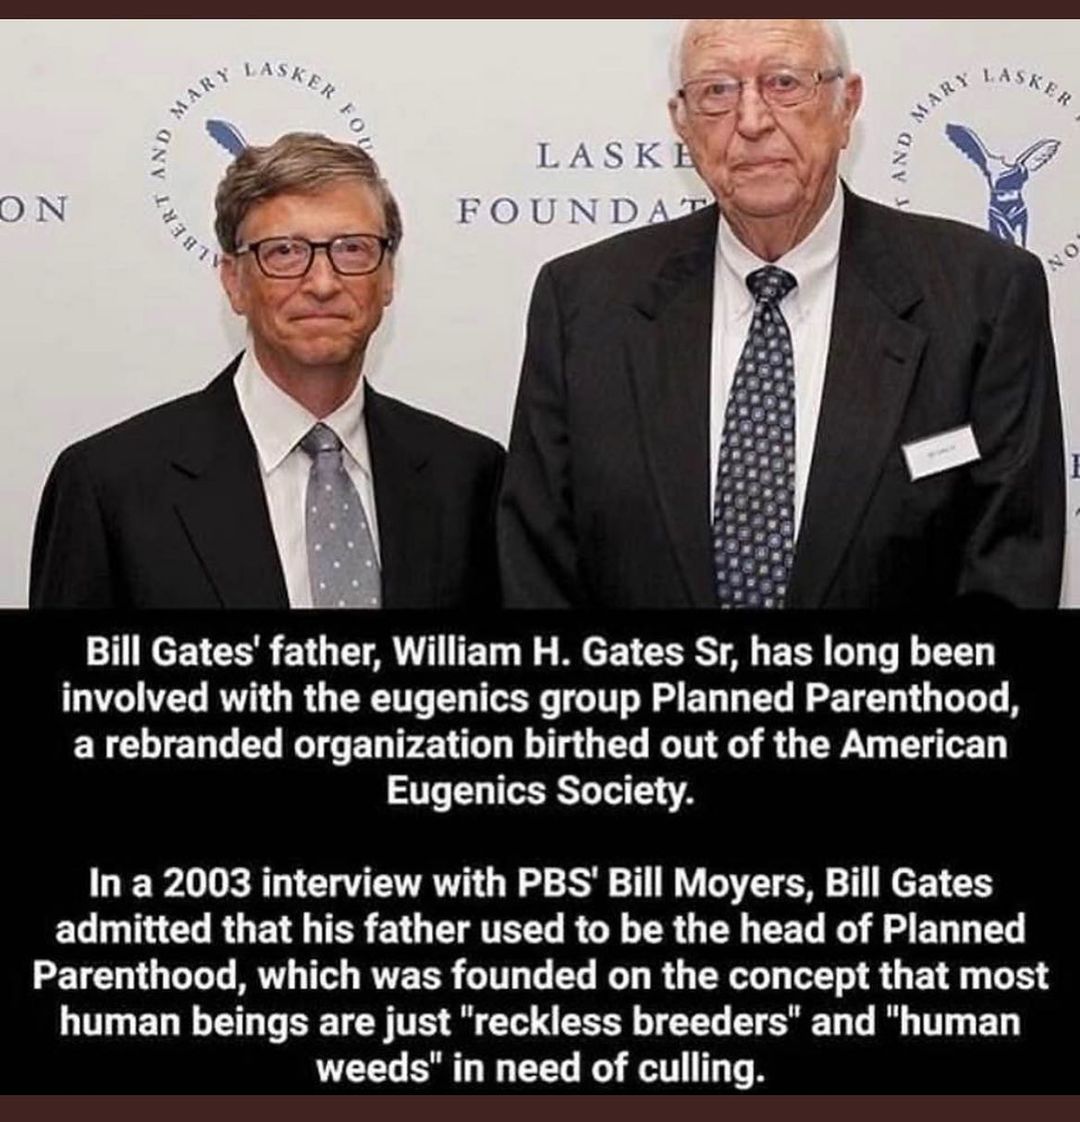 ALBERT AND MARY LASKER FOU
T AND MARY LASKER
ON
ON
LASKE
FOUNDAT
Bill Gates' father, William H. Gates Sr, has long been
involved with the eugenics group Planned Parenthood,
a rebranded organization birthed out of the American
Eugenics Society.
In a 2003 interview with PBS' Bill Moyers, Bill Gates
admitted that his father used to be the head of Planned
Parenthood, which was founded on the concept that most
human beings are just "reckless breeders" and "human
weeds" in need of culling.